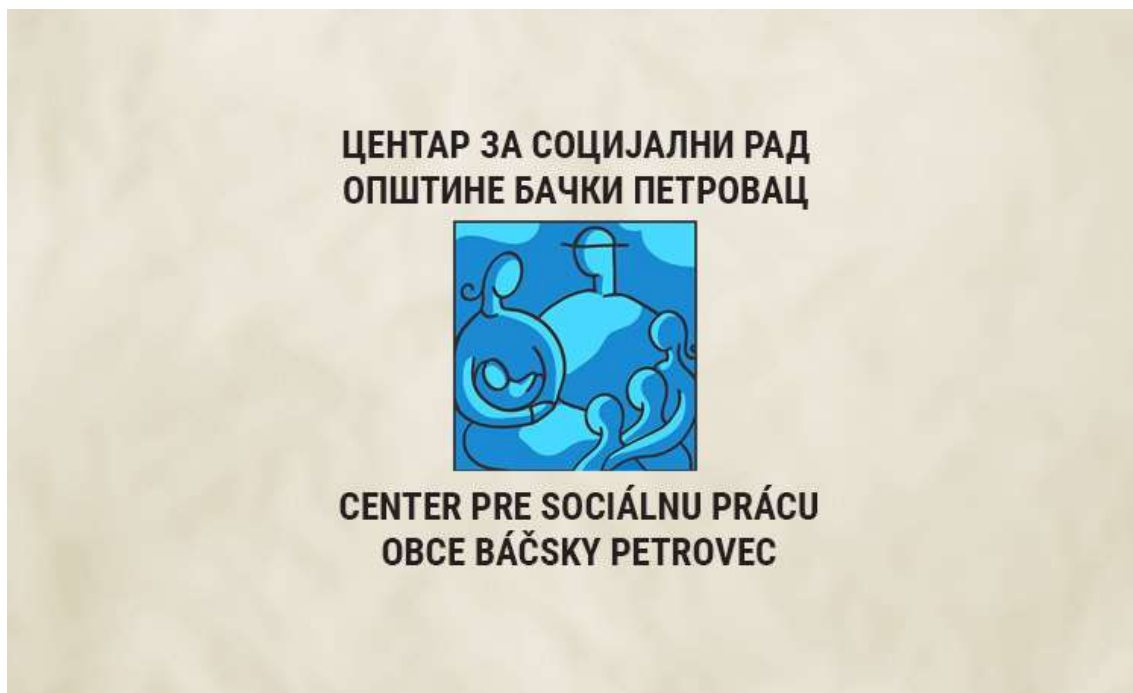 ЦЕНТАР ЗА СОЦИЈАЛНИ РАД
ОПШТИНЕ БАЧКИ ПЕТРОВАЦ
CENTER PRE SOCIÁLNU PRÁCU
OBCE BÁČSKY PETROVEC